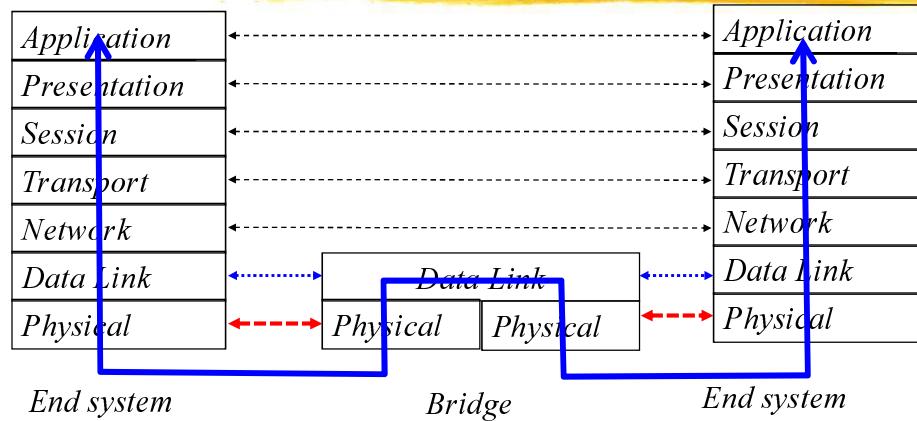 Application
Presentation
Session
Transport
Network
Data Link
Physical
End system
Data Link
Physical
Physical
Bridge
Application
Presentation
Session
Transport
Network
Data Link
Physical
End system